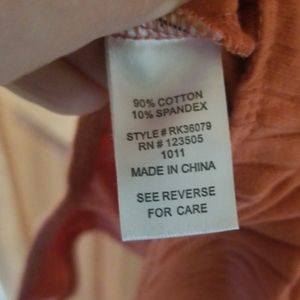 90% COTTON
10% SPANDEX
STYLE# RK36079
RN # 123505
1011
MADE IN CHINA
SEE REVERSE
FOR CARE